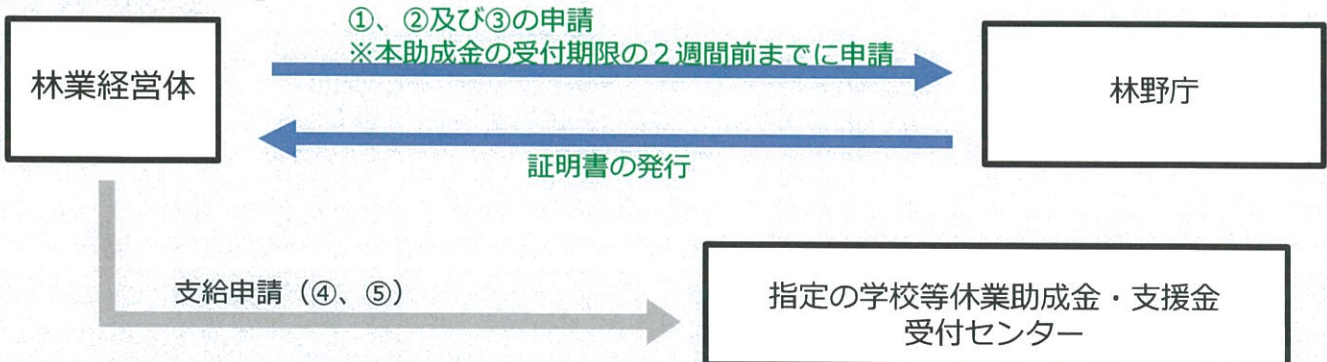 ①、②及び③の申請
※本助成金の受付期限の２週間前までに申請
林業経営体
林野庁
証明書の発行
支給申請（④、⑤）
指定の学校等休業助成金・支援金
受付センター